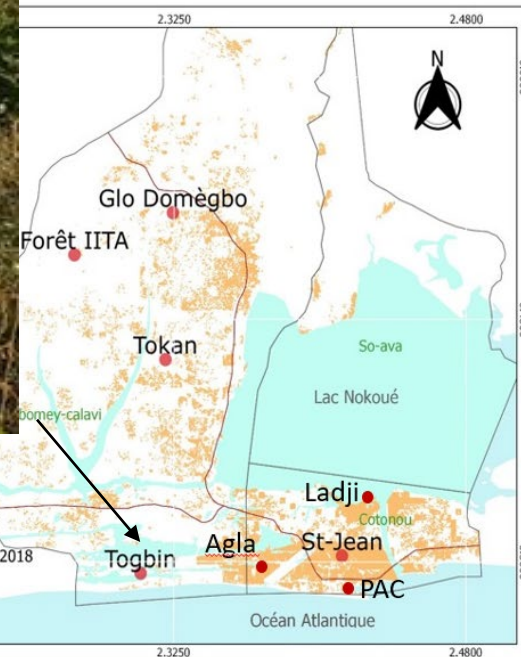 2.3250 2.4800
N
Glo Domègbo
Forêt IITA
Tokan
So-ava
Lac Nokoué
bomey-calavi
Ladji
Cotonou
Agla St-Jean
2018
Togbin
PAC
Océan Atlantique
2.3250 2.4800